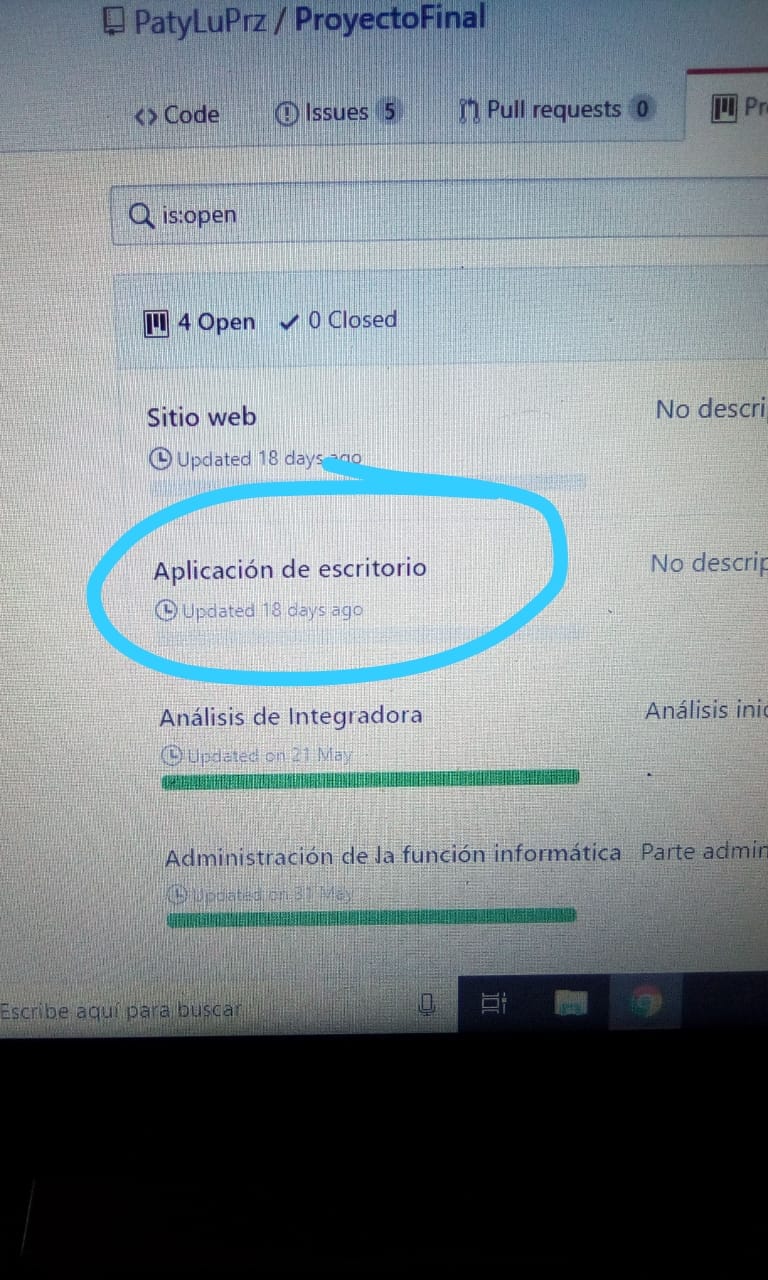 PatyLuPrz / ProyectoFinal
<> Code Issues 5 Pull requests 0 Pr
is:open
4 Open 0 Closed
Sitio web No descri
Updated 18 days ago
Aplicación de escritorio No descrip
Updated 18 days ago
Análisis de Integradora Análisis inic
Updated on 21 May
Administración de la función informática Parte admin
Updated on 31 May
Escribe aquí para buscar